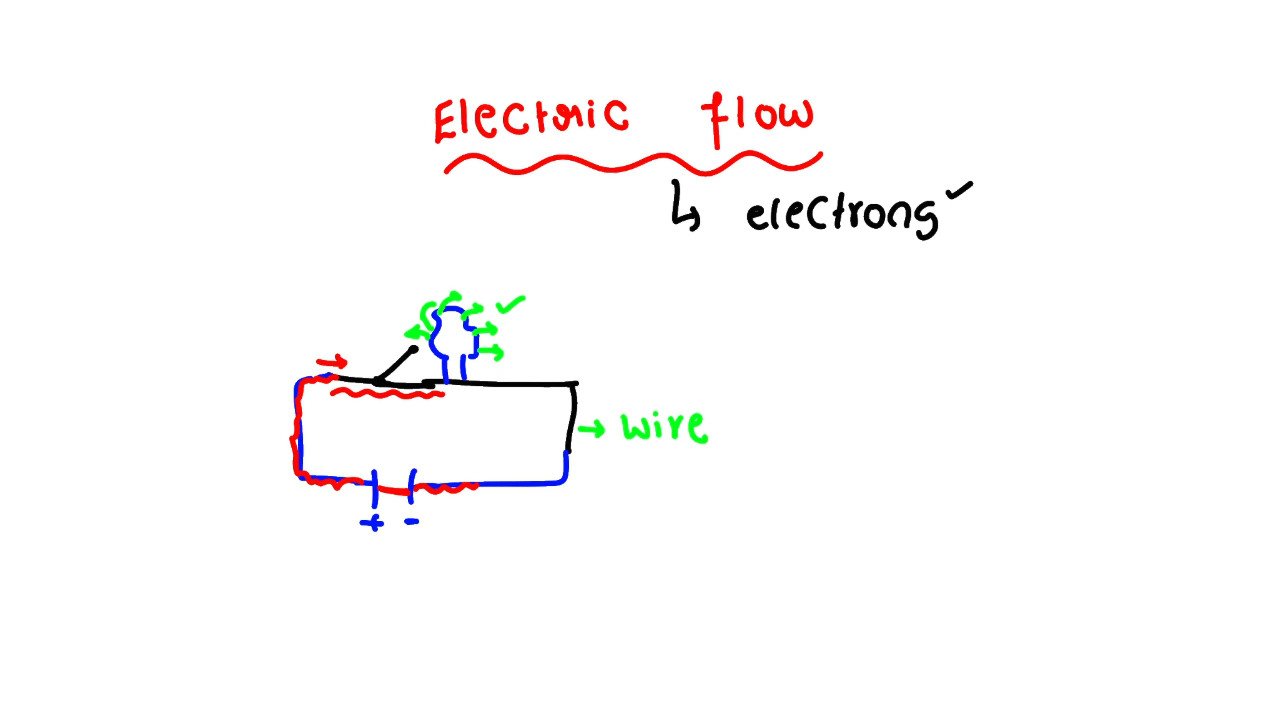 Electric flow
↳ electrons ✓
→ wire
+ -